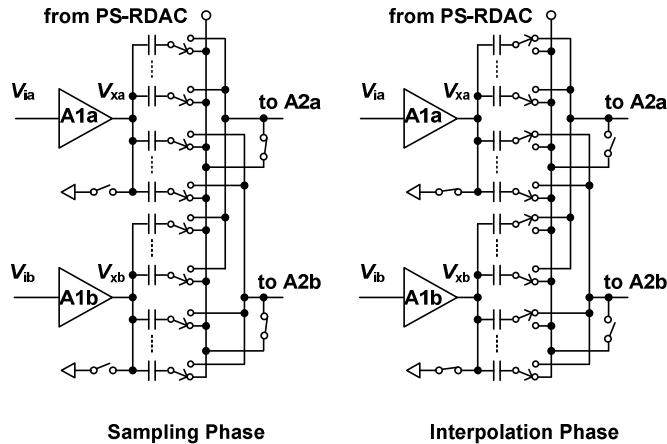 from PS-RDAC
Via
A1a
Vxa
to A2a
Vib
A1b
Vxb
to A2b
Sampling Phase
from PS-RDAC
Via
A1a
Vxa
to A2a
Vib
A1b
Vxb
to A2b
Interpolation Phase